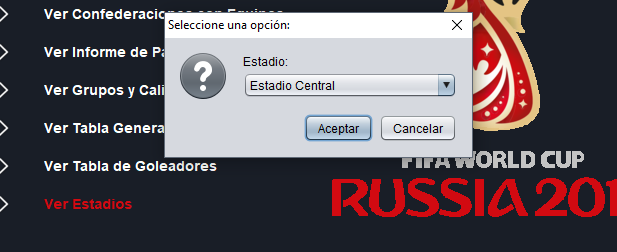 Ver Confederaciones con Equipos
Seleccione una opción:
Ver Informe de Pa
Estadio:
Ver Grupos y Cali
Estadio Central
Ver Tabla Genera
Aceptar
Cancelar
Ver Tabla de Goleadores
FIFA WORLD CUP
RUSSIA 201
Ver Estadios